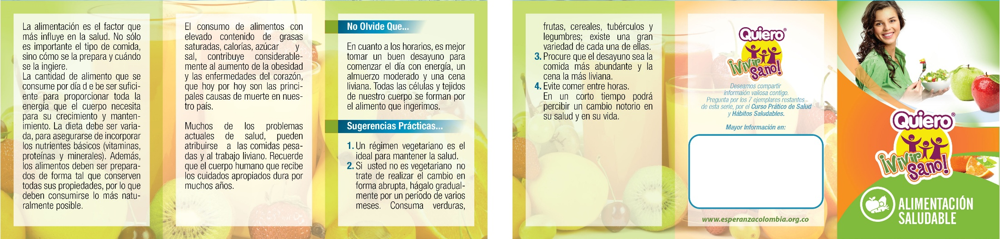 La alimentación es el factor que
más influye en la salud. No sólo
es importante el tipo de comida,
sino cómo se la prepara y cuándo
se la ingiere.
La cantidad de alimento que se
consume por día d e be ser sufici-
ente para proporcionar toda la
energía que el cuerpo necesita
para su crecimiento y manten-
imiento. La dieta debe ser varia-
da, para asegurarse de incorporar
los nutrientes básicos (vitaminas,
proteínas y minerales). Además,
los alimentos deben ser prepara-
dos de forma tal que conserven
todas sus propiedades, por lo que
deben consumirse lo más natu-
ralmente posible.
El consumo de alimentos con
elevado contenido de grasas
saturadas, calorías, azúcar y
sal, contribuye considerable-
mente al aumento de la obesidad
y las enfermedades del corazón,
que hoy por hoy son las princi-
pales causas de muerte en nues-
tro país.
Muchos de los problemas
actuales de salud, pueden
atribuirse a las comidas pesa-
das y al trabajo liviano. Recuerde
que el cuerpo humano que recibe
los cuidados apropiados dura por
muchos años.
No Olvide Que...
En cuanto a los horarios, es mejor
tomar un buen desayuno para
comenzar el día con energía, un
almuerzo moderado y una cena
liviana. Todas las células y tejidos
de nuestro cuerpo se forman por
el alimento que ingerimos.
Sugerencias Prácticas...
1. Un régimen vegetariano es el
ideal para mantener la salud.
2. Si usted no es vegetariano no
trate de realizar el cambio en
forma abrupta, hágalo gradual-
mente por un período de varios
meses. Consuma verduras,
frutas, cereales, tubérculos y
legumbres; existe una gran
variedad de cada una de ellas.
3. Procure que el desayuno sea la
comida más abundante y la
cena la más liviana.
4. Evite comer entre horas.
En un corto tiempo podrá
percibir un cambio notorio en
su salud y en su vida.
Quiero®
¡Vivir
Sano!
Deseamos compartir
informaión valiosa contigo.
Pregunta por los 7 ejemplares restantes
de esta serie, por el Curso Prático de Salud
y Hábitos Saludables.
Mayor Información en:
www.esperanzacolombia.org.co
Quiero®
¡Vivir
Sano!
ALIMENTACIÓN
SALUDABLE